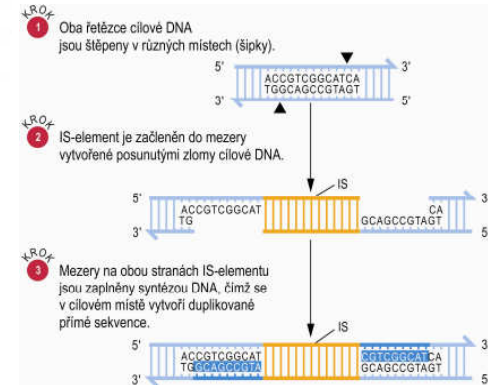 KROK
1
Oba řetězce cílové DNA
jsou štěpeny v různých místech (šipky).
5' 3'
ACCGTCGGCATCA
TGGCAGCCGTAGT
3' 5'
KROK
2
IS-element je začleněn do mezery
vytvořené posunutými zlomy cílové DNA.
IS
5' 3'
ACCGTCGGCAT CA
TG GCAGCCGTAGT
3' 5'
KROK
3
Mezery na obou stranách IS-elementu
jsou zaplněny syntézou DNA, čímž se
v cílovém místě vytvoří duplikované
přímé sekvence.
IS
5' 3'
ACCGTCGGCAT CGTCGGCATCA
TGGCAGCCGTA GCAGCCGTAGT
3' 5'